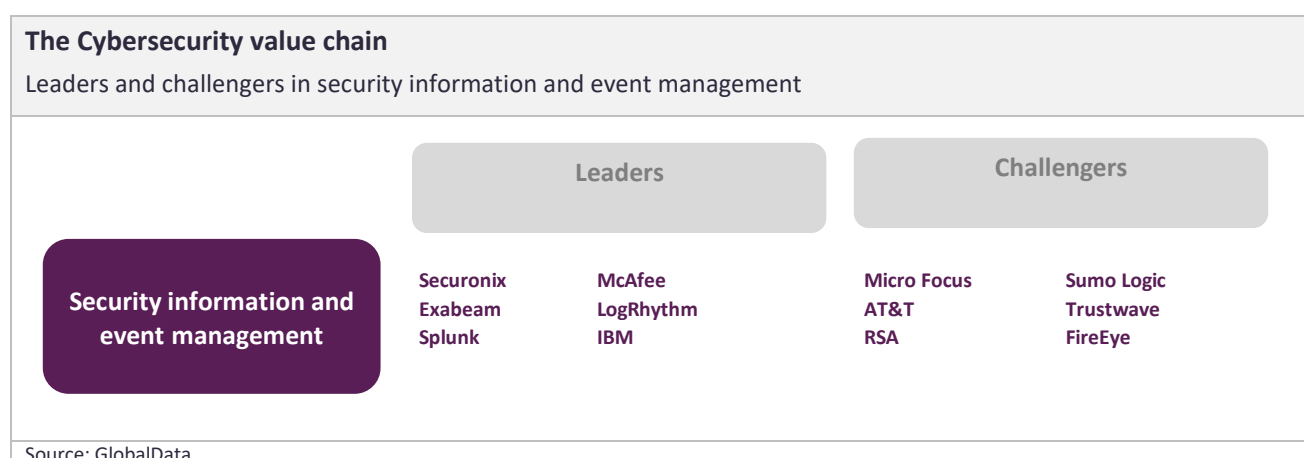 The Cybersecurity value chain
Leaders and challengers in security information and event management
Leaders
Challengers
Security information and
event management
Securonix
Exabeam
Splunk
McAfee
LogRhythm
IBM
Micro Focus
AT&T
RSA
Sumo Logic
Trustwave
FireEye
Source: GlobalData